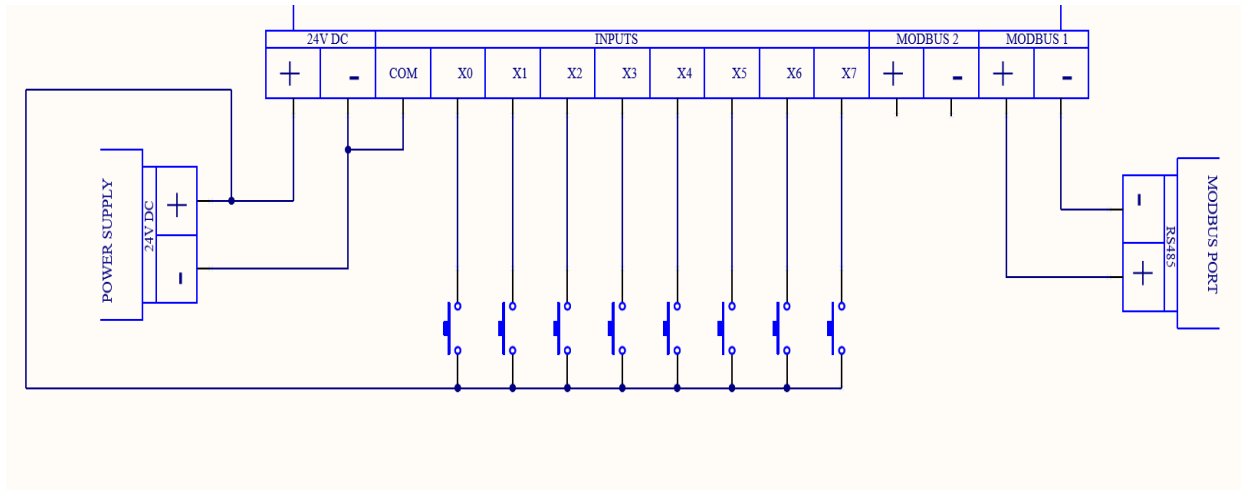 24V DC
INPUTS
MODBUS 2
MODBUS 1
+ - COM X0 X1 X2 X3 X4 X5 X6 X7 + - + -
POWER SUPPLY
24V DC
+
-
-
+
RS485
MODBUS PORT